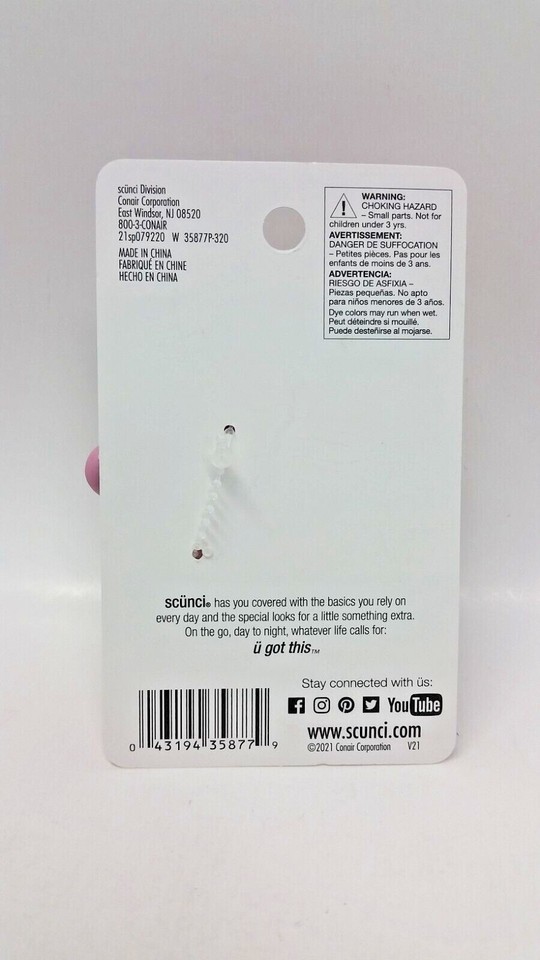 scünci Division
Conair Corporation
East Windsor, NJ 08520
800-3-CONAIR
21sp079220 W 35877P-320
MADE IN CHINA
FABRIQUÉ EN CHINE
HECHO EN CHINA
WARNING:
CHOKING HAZARD
– Small parts. Not for
children under 3 yrs.
AVERTISSEMENT:
DANGER DE SUFFOCATION
– Petites pièces. Pas pour les
enfants de moins de 3 ans.
ADVERTENCIA:
RIESGO DE ASFIXIA –
Piezas pequeñas. No apto
para niños menores de 3 años.
Dye colors may run when wet.
Peut déteindre si mouillé.
Puede desteñirse al mojarse.
scünci® has you covered with the basics you rely on
every day and the special looks for a little something extra.
On the go, day to night, whatever life calls for:
ü got this™
Stay connected with üs:
YouTube
www.scunci.com
©2021 Conair Corporation V21
0 43194 35877 9